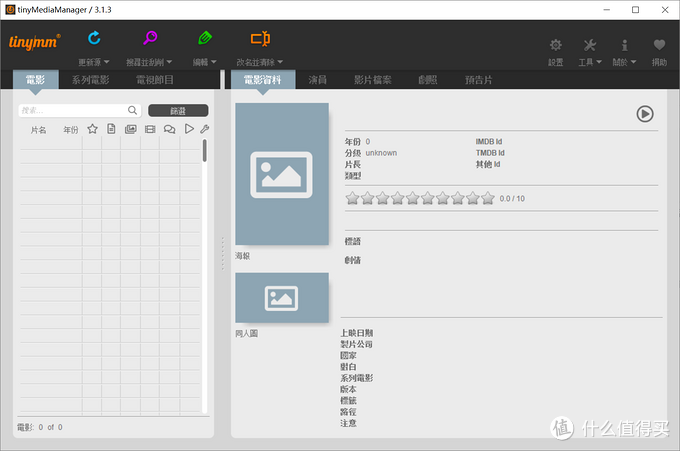 tinyMediaManager / 3.1.3
tinymm®
更新源
搜尋並刮削
編輯
改名並清除
設置
工具
關於
捐助
電影
系列電影
電視節目
電影資料
演員
影片檔案
劇照
預告片
搜索...
篩選
片名 年份
年份 0
IMDB Id
分級 unknown
TMDB Id
片長
其他 Id
類型
0.0 / 10
標語
劇情
海報
同人圖
上映日期
製片公司
國家
對白
系列電影
版本
標籤
路徑
注意
電影: 0 of 0
值 什么值得买